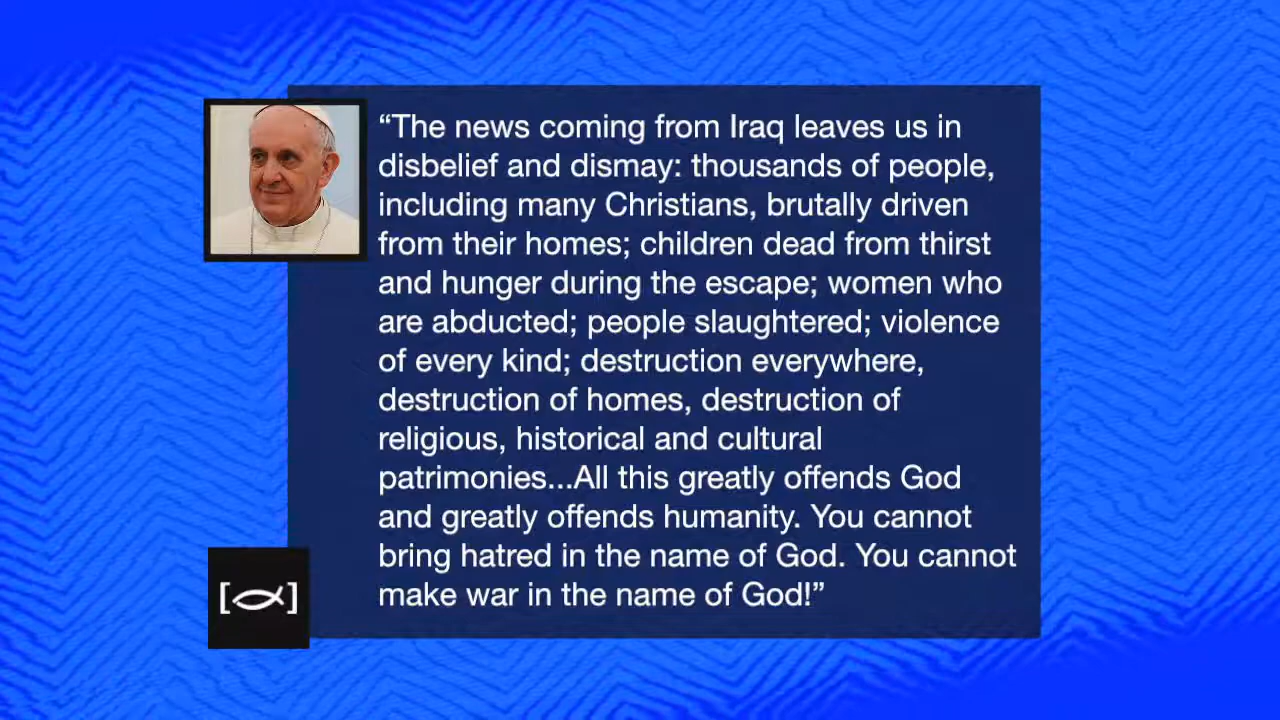 “The news coming from Iraq leaves us in
disbelief and dismay: thousands of people,
including many Christians, brutally driven
from their homes; children dead from thirst
and hunger during the escape; women who
are abducted; people slaughtered; violence
of every kind; destruction everywhere,
destruction of homes, destruction of
religious, historical and cultural
patrimonies...All this greatly offends God
and greatly offends humanity. You cannot
bring hatred in the name of God. You cannot
make war in the name of God!”